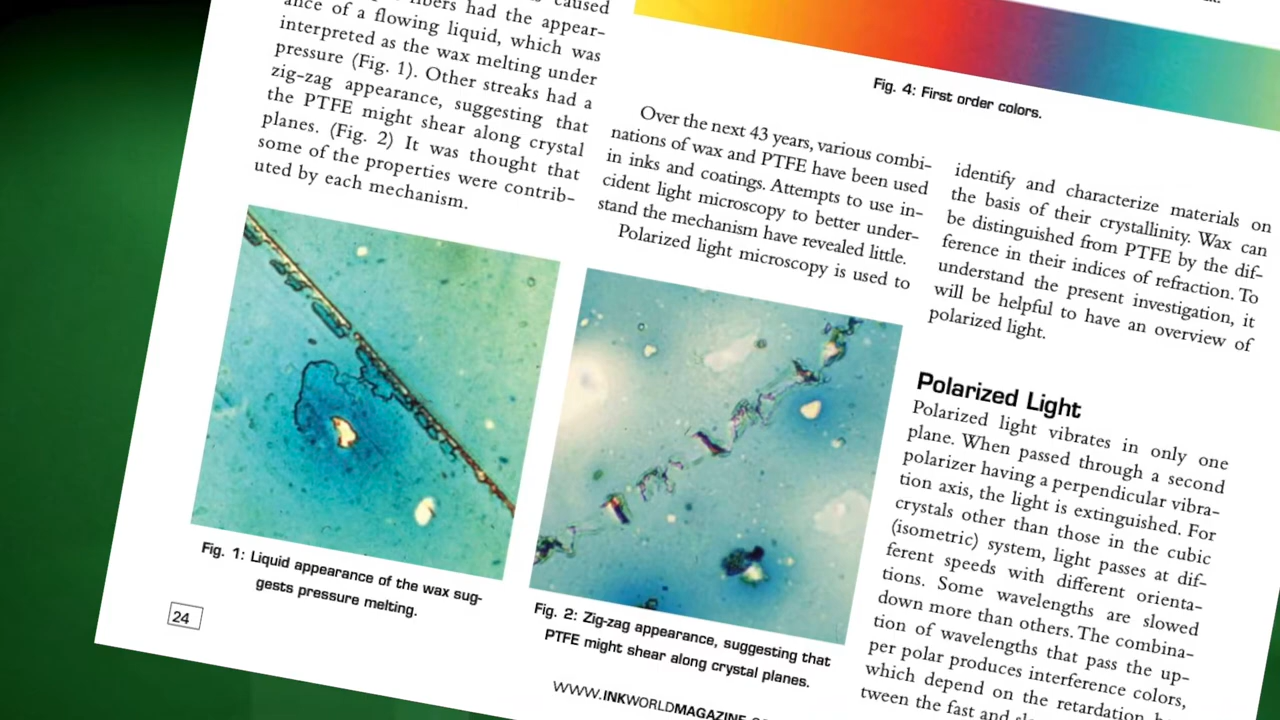 caused
had the appear-
ance of a flowing liquid, which was
interpreted as the wax melting under
pressure (Fig. 1). Other streaks had a
zig-zag appearance, suggesting that
the PTFE might shear along crystal
planes. (Fig. 2) It was thought that
some of the properties were contrib-
uted by each mechanism.
Fig. 1: Liquid appearance of the wax sug-
gests pressure melting.
24
Fig. 4: First order colors.
Over the next 43 years, various combi-
nations of wax and PTFE have been used
in inks and coatings. Attempts to use in-
cident light microscopy to better under-
stand the mechanism have revealed little.
Polarized light microscopy is used to
Fig. 2: Zig-zag appearance, suggesting that
PTFE might shear along crystal planes.
WWW.INKWORLDMAGAZINE.
identify and characterize materials on
the basis of their crystallinity. Wax can
be distinguished from PTFE by the dif-
ference in their indices of refraction. To
understand the present investigation, it
will be helpful to have an overview of
polarized light.
Polarized Light
Polarized light vibrates in only one
plane. When passed through a second
polarizer having a perpendicular vibra-
tion axis, the light is extinguished. For
crystals other than those in the cubic
(isometric) system, light passes at dif-
ferent speeds with different orienta-
tions. Some wavelengths are slowed
down more than others. The combina-
tion of wavelengths that pass the up-
per polar produces interference colors,
which depend on the retardation
tween the fast and